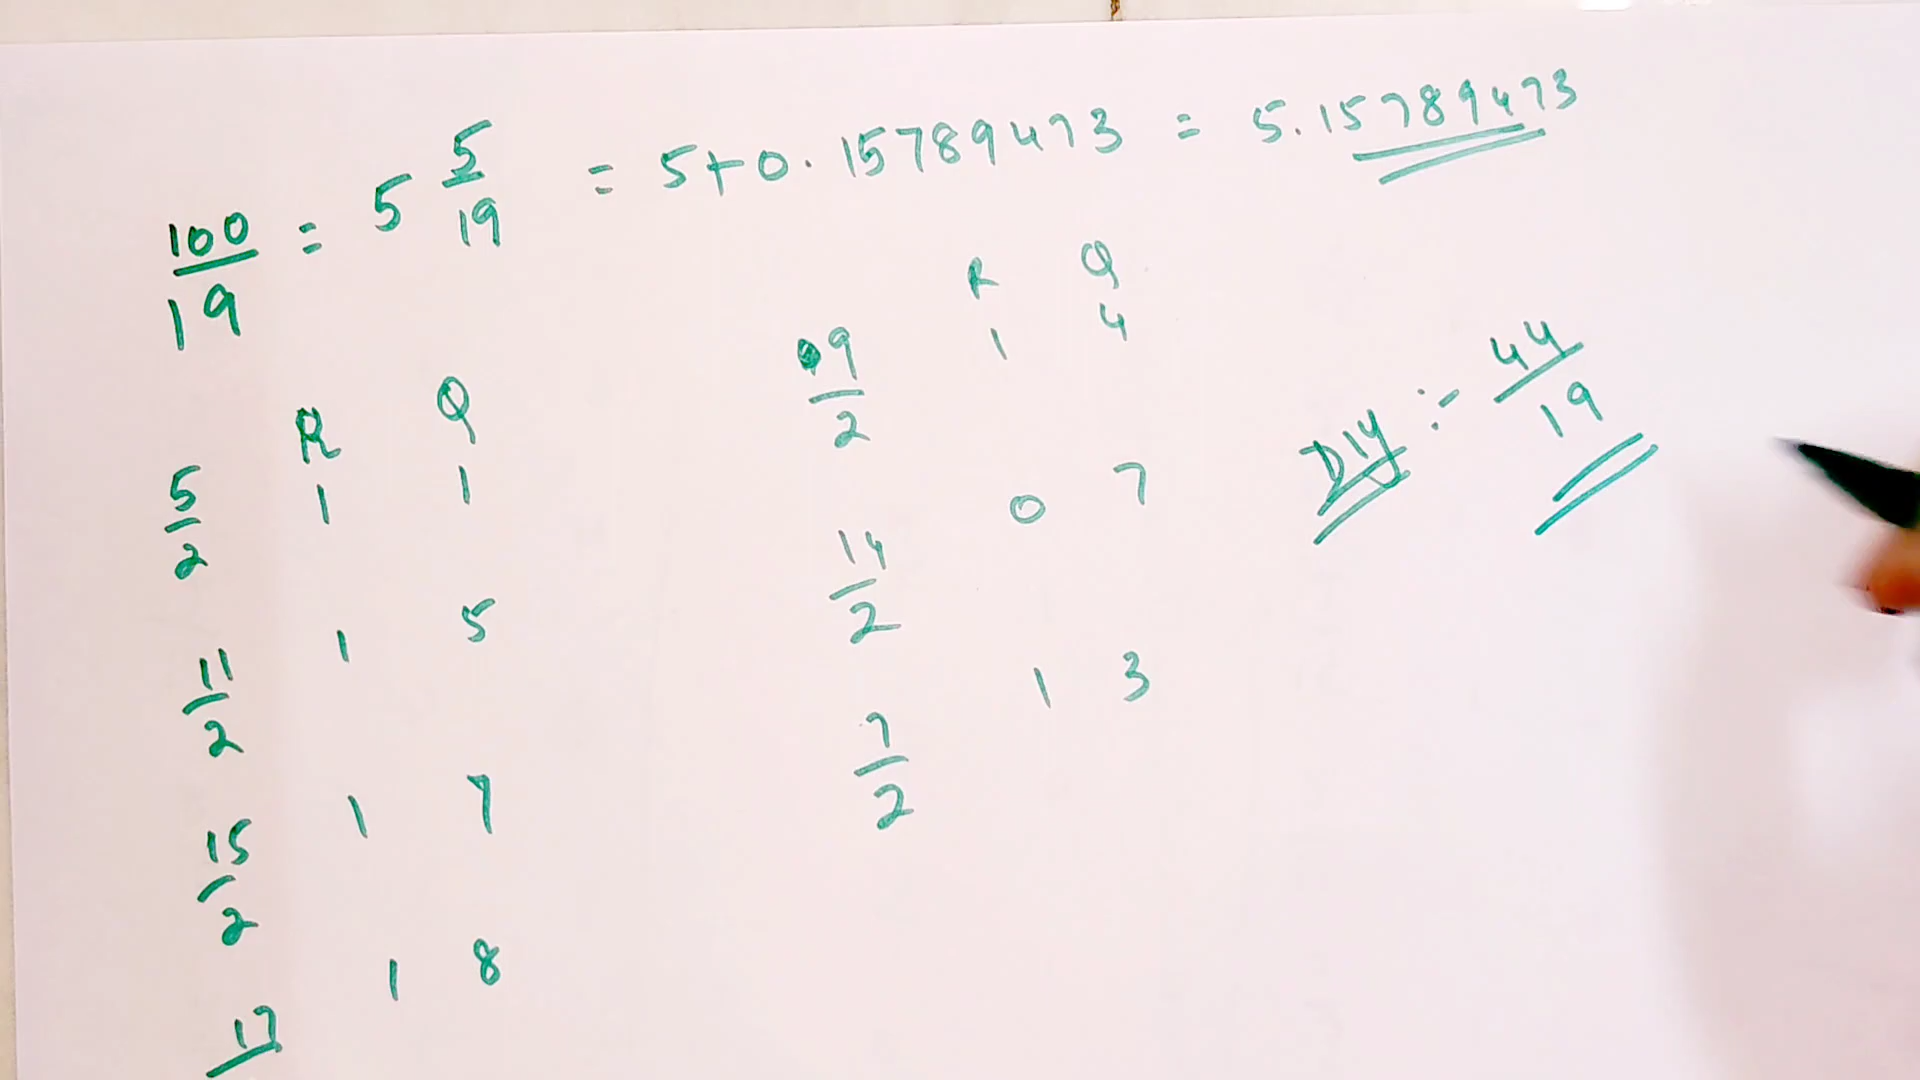 100/19 = 5 5/19 = 5+0.15789473 = 5.15789473
R Q
5/2 1 1
11/2 1 5
15/2 1 7
17 1 8
R Q
9/2 1 4
14/2 0 7
7/2 1 3
DIY :- 44/19